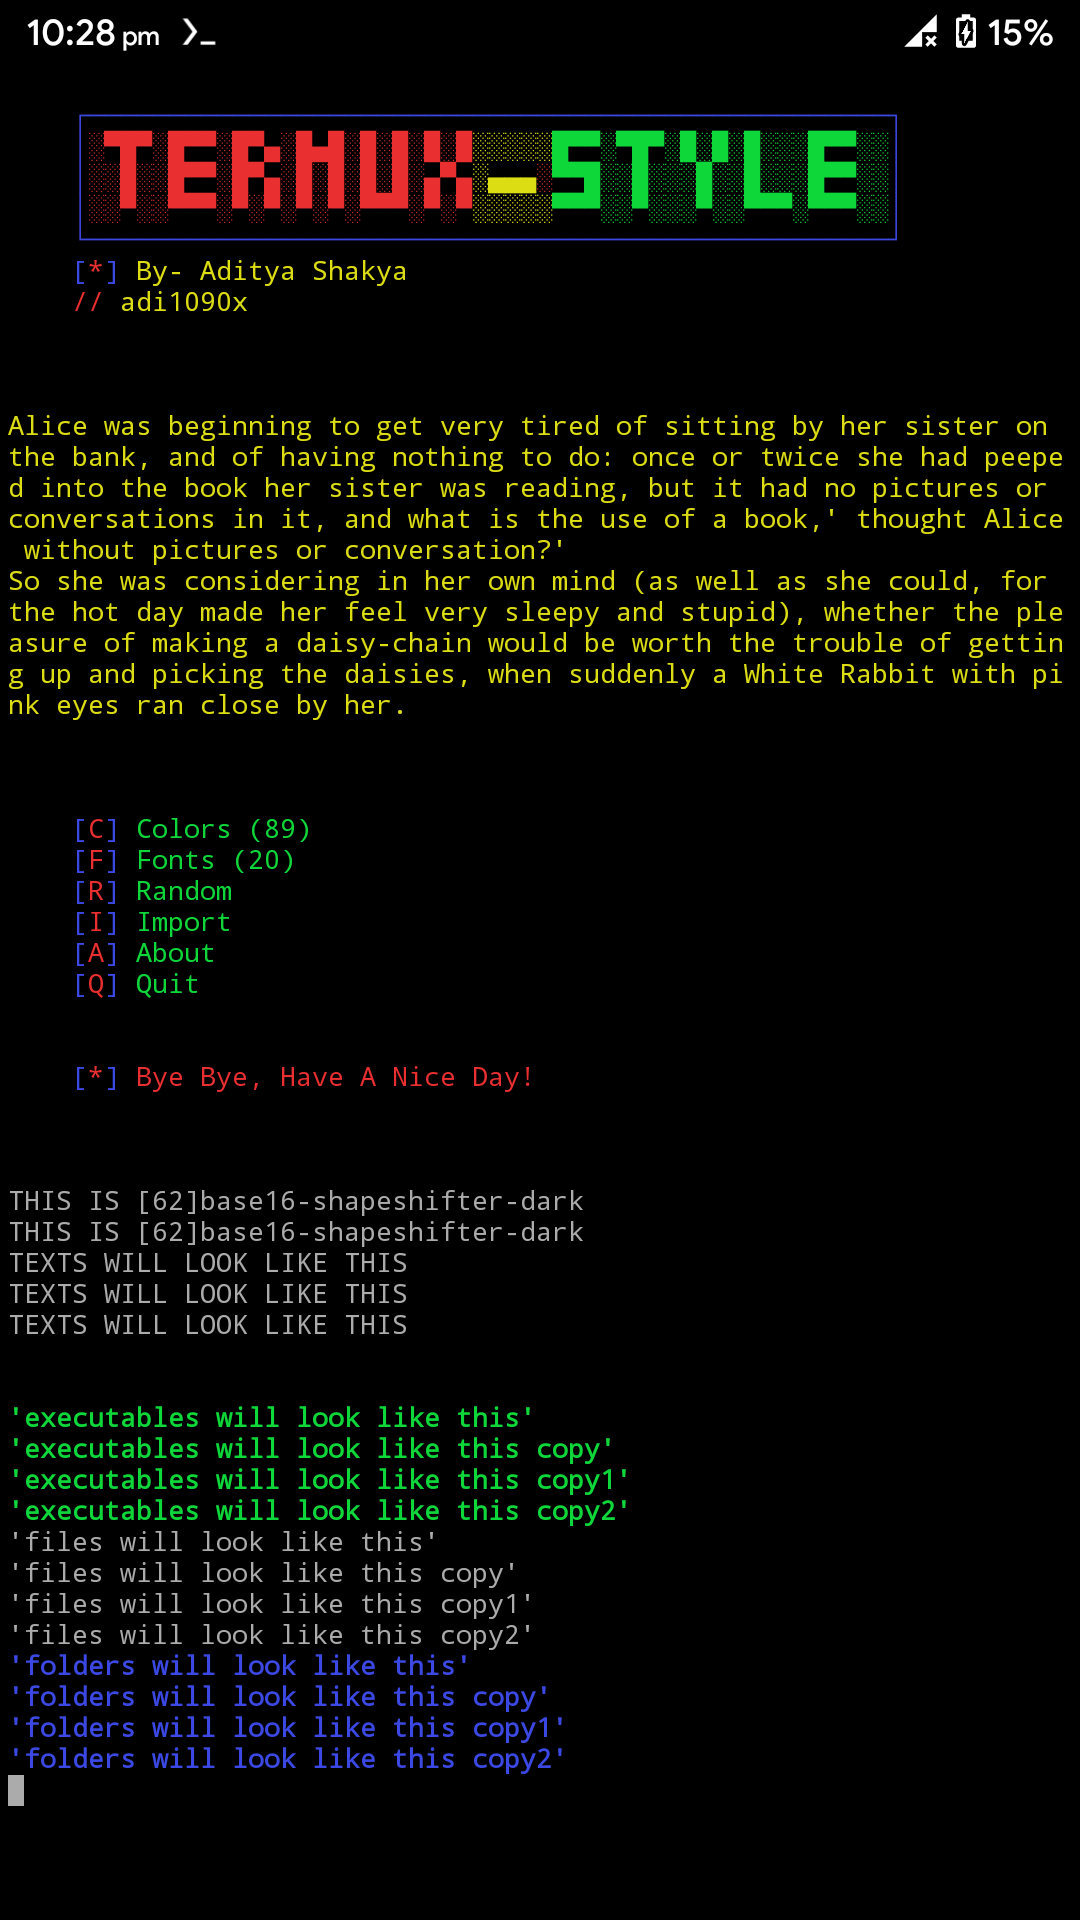 10:28 pm 15%
TERMUX-STYLE
[*] By- Aditya Shakya
// adi1090x
Alice was beginning to get very tired of sitting by her sister on
the bank, and of having nothing to do: once or twice she had peepe
d into the book her sister was reading, but it had no pictures or
conversations in it, and what is the use of a book,' thought Alice
without pictures or conversation?'
So she was considering in her own mind (as well as she could, for
the hot day made her feel very sleepy and stupid), whether the ple
asure of making a daisy-chain would be worth the trouble of gettin
g up and picking the daisies, when suddenly a White Rabbit with pi
nk eyes ran close by her.
[C] Colors (89)
[F] Fonts (20)
[R] Random
[I] Import
[A] About
[Q] Quit
[*] Bye Bye, Have A Nice Day!
THIS IS [62]base16-shapeshifter-dark
THIS IS [62]base16-shapeshifter-dark
TEXTS WILL LOOK LIKE THIS
TEXTS WILL LOOK LIKE THIS
TEXTS WILL LOOK LIKE THIS
'executables will look like this'
'executables will look like this copy'
'executables will look like this copy1'
'executables will look like this copy2'
'files will look like this'
'files will look like this copy'
'files will look like this copy1'
'files will look like this copy2'
'folders will look like this'
'folders will look like this copy'
'folders will look like this copy1'
'folders will look like this copy2'